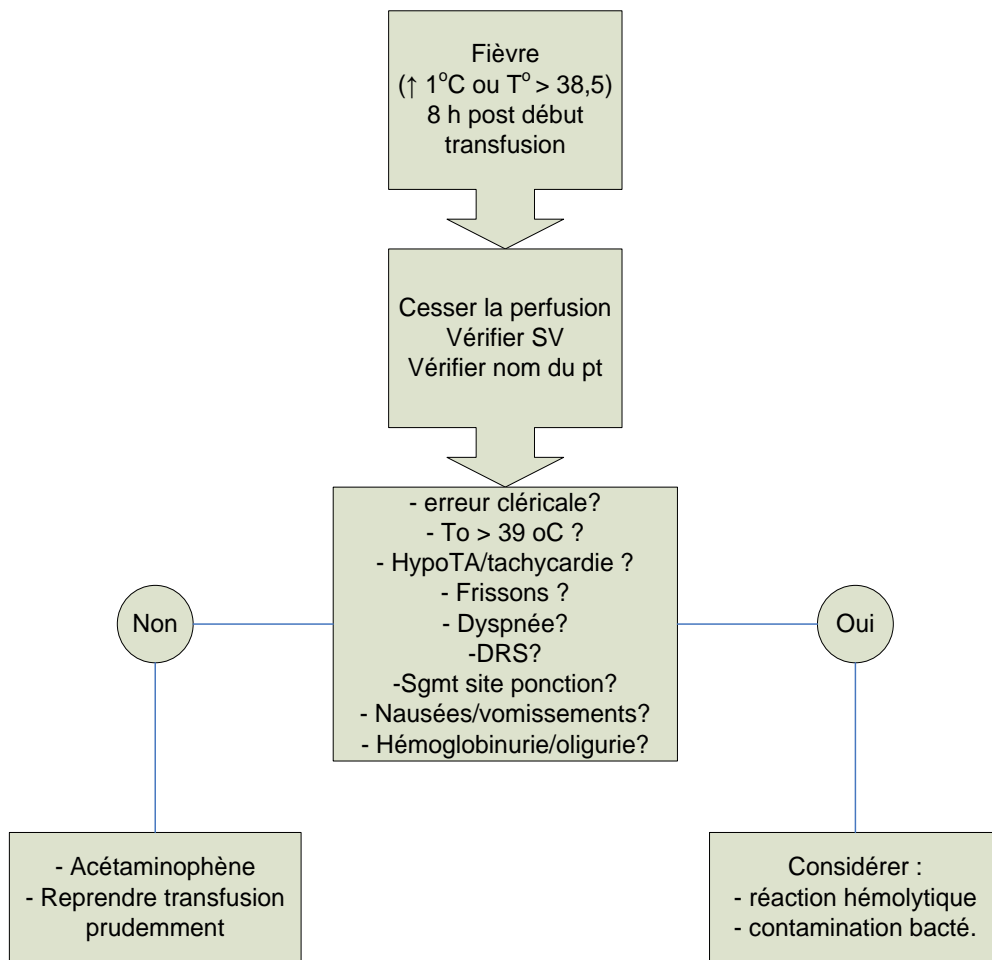 Fièvre
(↑ 1°C ou T° > 38,5)
8 h post début
transfusion
Cesser la perfusion
Vérifier SV
Vérifier nom du pt
- erreur cléricale?
- To > 39 oC ?
- HypoTA/tachycardie ?
- Frissons ?
- Dyspnée?
-DRS?
-Sgmt site ponction?
- Nausées/vomissements?
- Hémoglobinurie/oligurie?
Non
Oui
- Acétaminophène
- Reprendre transfusion
prudemment
Considérer :
- réaction hémolytique
- contamination bacté.